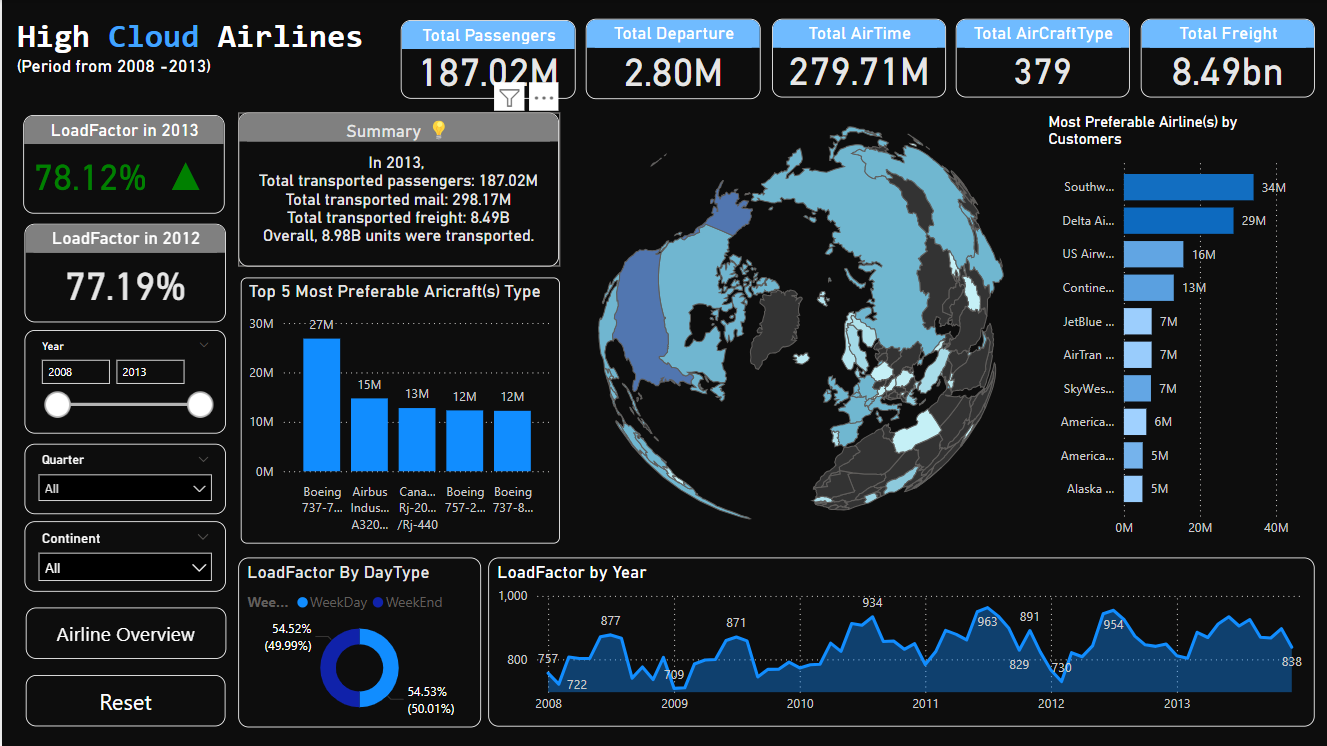 High Cloud Airlines
(Period from 2008 -2013)
Total Passengers
187.02M
Total Departure
2.80M
Total AirTime
279.71M
Total AirCraftType
379
Total Freight
8.49bn
LoadFactor in 2013
78.12% ▲
LoadFactor in 2012
77.19%
Year
2008 2013
Quarter
All
Continent
All
Airline Overview
Reset
Summary 💡
In 2013,
Total transported passengers: 187.02M
Total transported mail: 298.17M
Total transported freight: 8.49B
Overall, 8.98B units were transported.
Top 5 Most Preferable Aricraft(s) Type
30M
20M
10M
0M
27M
15M
13M
12M
12M
Boeing
737-7...
Airbus
Indus...
A320...
Cana...
Rj-20...
/Rj-440
Boeing
757-2...
Boeing
737-8...
Most Preferable Airline(s) by
Customers
Southw... 34M
Delta Ai... 29M
US Airw... 16M
Contine... 13M
JetBlue ... 7M
AirTran ... 7M
SkyWes... 7M
America... 6M
America... 5M
Alaska ... 5M
0M 20M 40M
LoadFactor By DayType
Wee... WeekDay WeekEnd
54.52%
(49.99%)
54.53%
(50.01%)
LoadFactor by Year
1,000
800
757
722
877
709
871
934
963
829
891
730
954
838
2008 2009 2010 2011 2012 2013